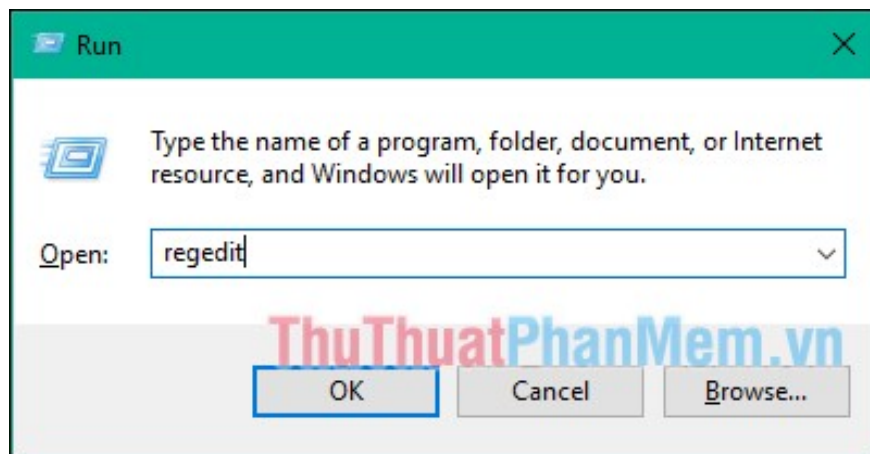 Run
Type the name of a program, folder, document, or Internet
resource, and Windows will open it for you.
Open: regedit
ThuThuatPhanMem.vn
OK Cancel Browse...